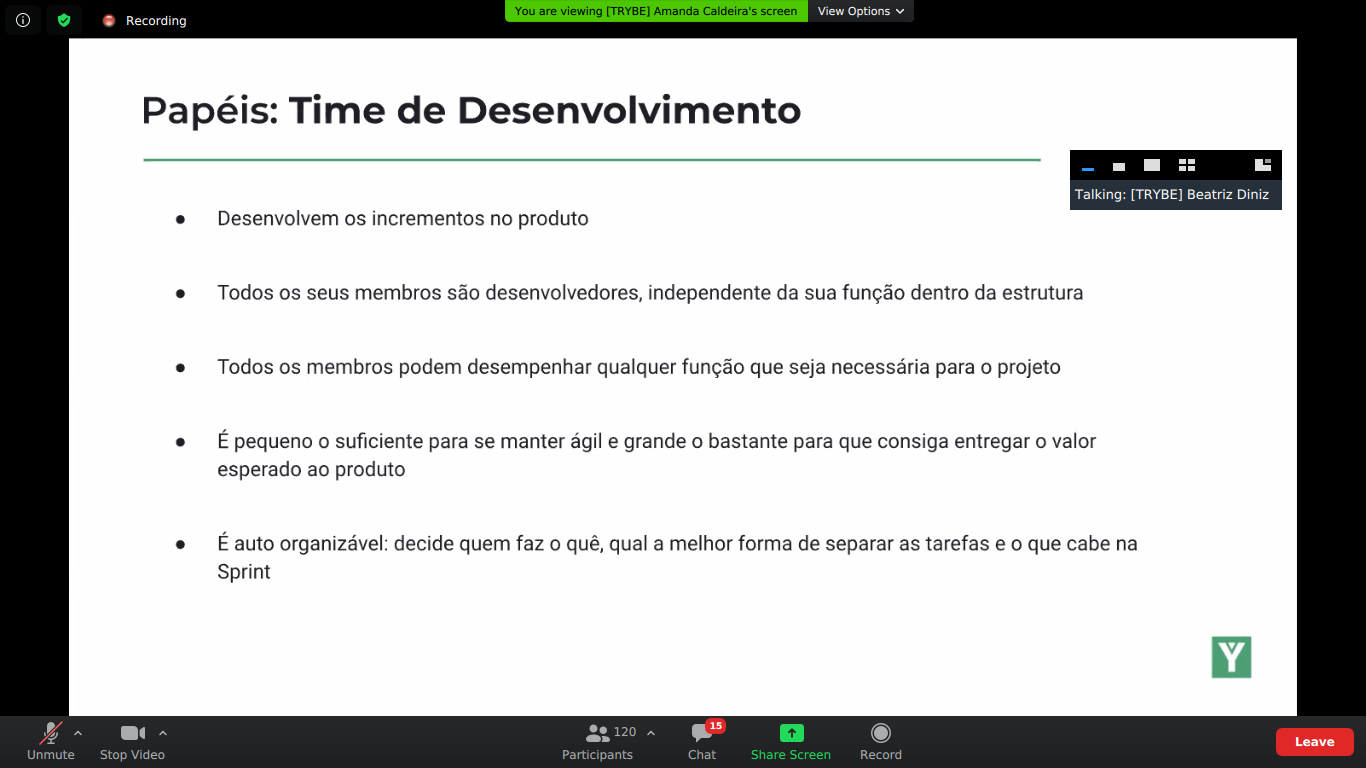 Recording
You are viewing [TRYBE] Amanda Caldeira's screen
View Options
Papéis: Time de Desenvolvimento
Talking: [TRYBE] Beatriz Diniz
● Desenvolvem os incrementos no produto
● Todos os seus membros são desenvolvedores, independente da sua função dentro da estrutura
● Todos os membros podem desempenhar qualquer função que seja necessária para o projeto
● É pequeno o suficiente para se manter ágil e grande o bastante para que consiga entregar o valor
esperado ao produto
● É auto organizável: decide quem faz o quê, qual a melhor forma de separar as tarefas e o que cabe na
Sprint
Y
Unmute
Stop Video
120
Participants
15
Chat
Share Screen
Record
Leave